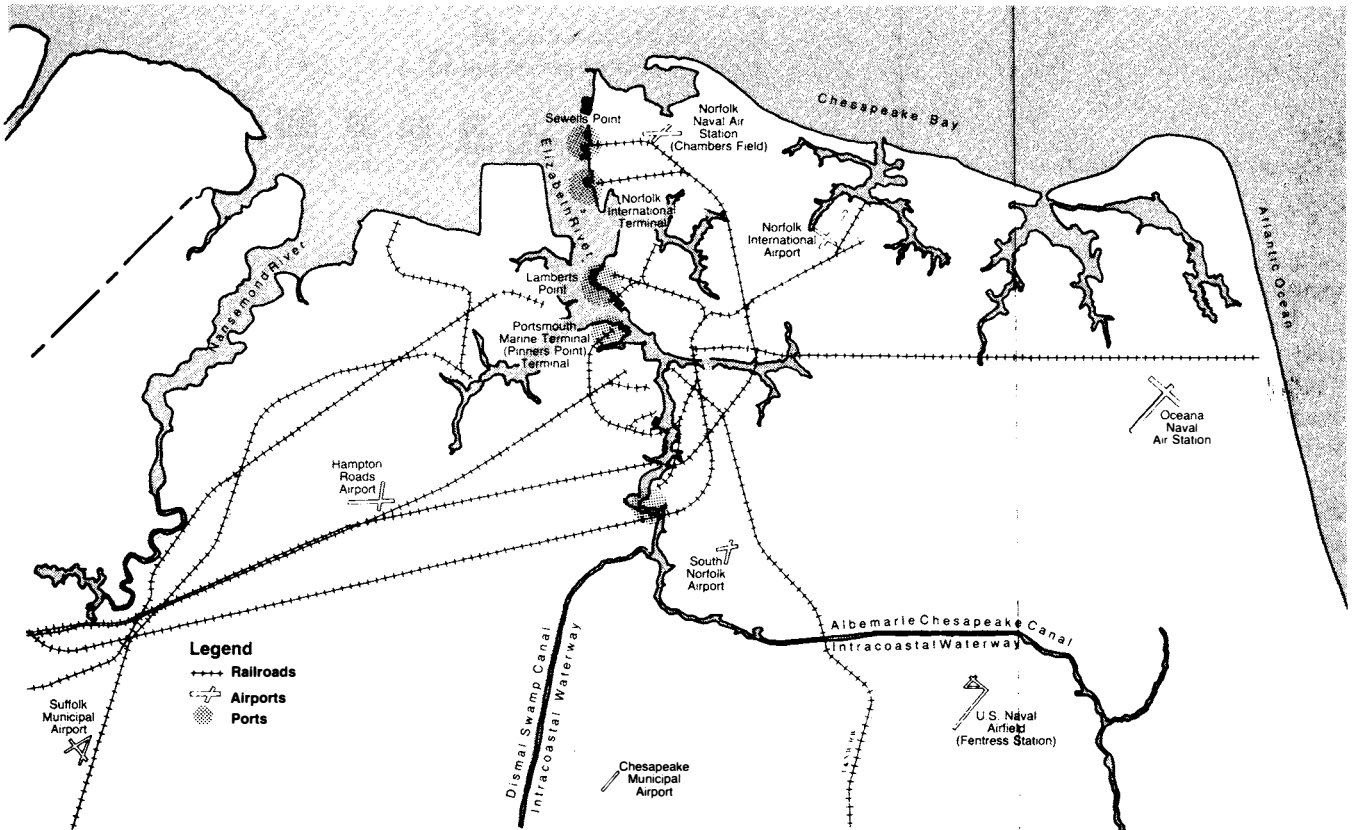 Chesapeake Bay
Sewells Point
Norfolk
Naval Air
Station
(Chambers Field)
Elizabeth River
Norfolk
International
Terminal
Norfolk
International
Airport
Atlantic Ocean
Nansemond River
Lamberts
Point
Portsmouth
Marine Terminal
(Pinners Point)
Terminal
Oceana
Naval
Air Station
Hampton
Roads
Airport
South
Norfolk
Airport
Albemarle Chesapeake Canal
Intracoastal Waterway
Dismal Swamp Canal
Intracoastal Waterway
Legend
Railroads
Airports
Ports
Suffolk
Municipal
Airport
U.S. Naval
Airfield
(Fentress Station)
Chesapeake
Municipal
Airport